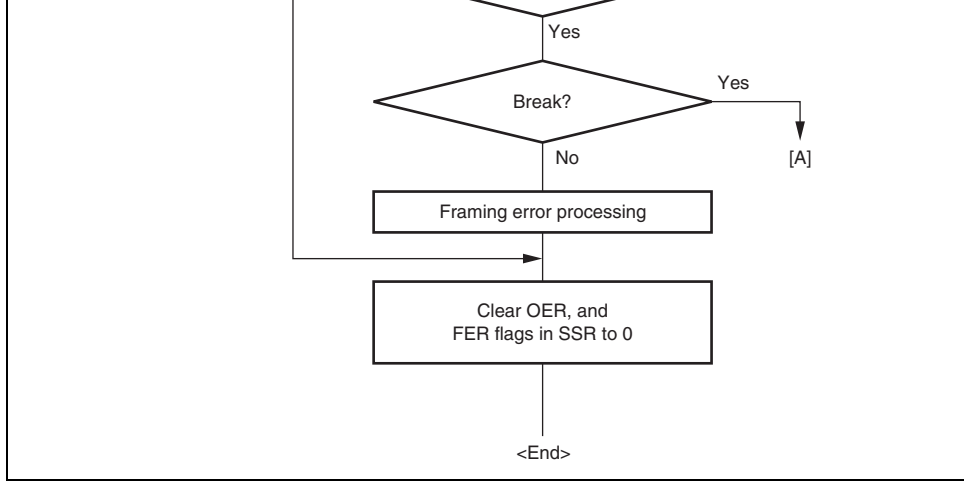 Yes
Break?
Yes
No
[A]
Framing error processing
Clear OER, and
FER flags in SSR to 0
<End>